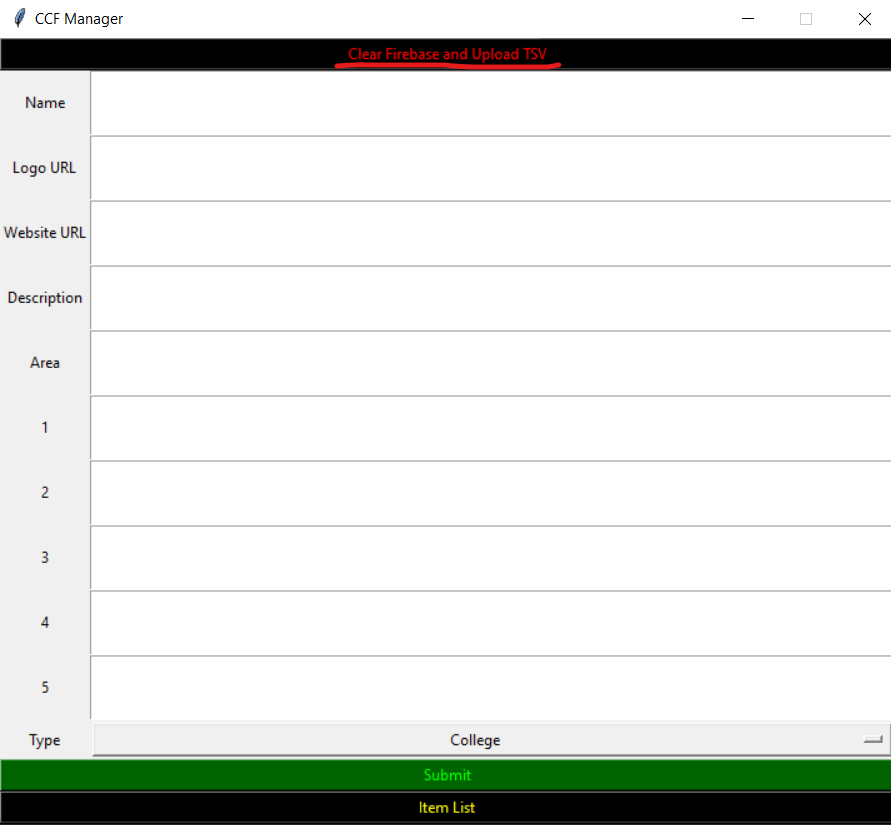 CCF Manager
Clear Firebase and Upload TSV
Name
Logo URL
Website URL
Description
Area
1
2
3
4
5
Type College
Submit
Item List